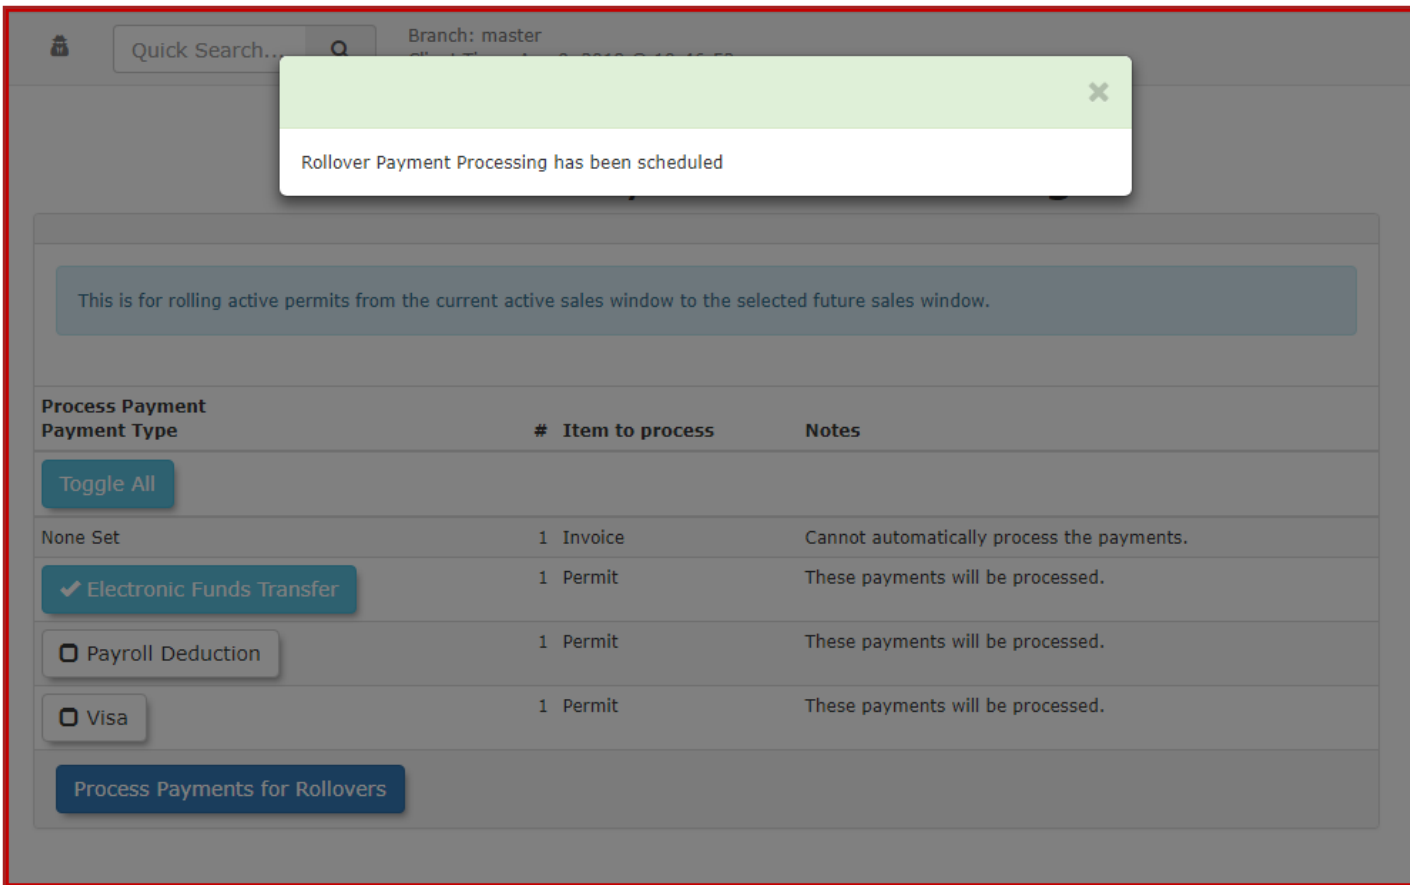 Quick Search...
Branch: master
Rollover Payment Processing has been scheduled
This is for rolling active permits from the current active sales window to the selected future sales window.
Process Payment
Payment Type # Item to process Notes
Toggle All
None Set 1 Invoice Cannot automatically process the payments.
Electronic Funds Transfer 1 Permit These payments will be processed.
Payroll Deduction 1 Permit These payments will be processed.
Visa 1 Permit These payments will be processed.
Process Payments for Rollovers